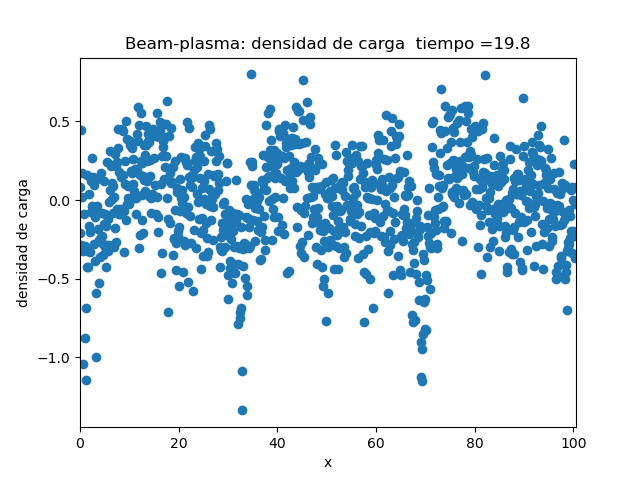 Beam-plasma: densidad de carga  tiempo =19.8
densidad de carga
0.5
0.0
−0.5
−1.0
0 20 40 60 80 100
x